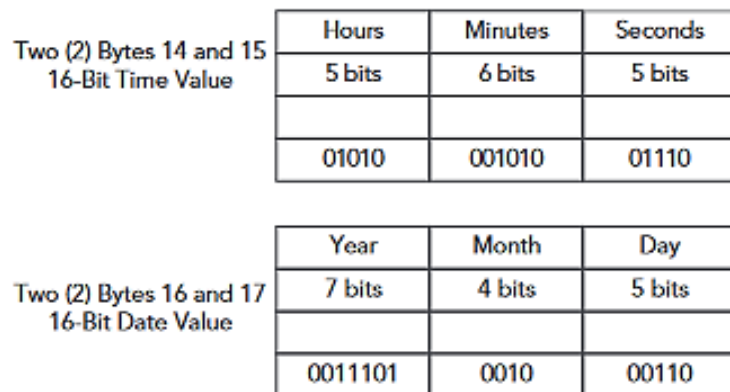 Two (2) Bytes 14 and 15
16-Bit Time Value
Hours Minutes Seconds
5 bits 6 bits 5 bits
01010 001010 01110
Two (2) Bytes 16 and 17
16-Bit Date Value
Year Month Day
7 bits 4 bits 5 bits
0011101 0010 00110